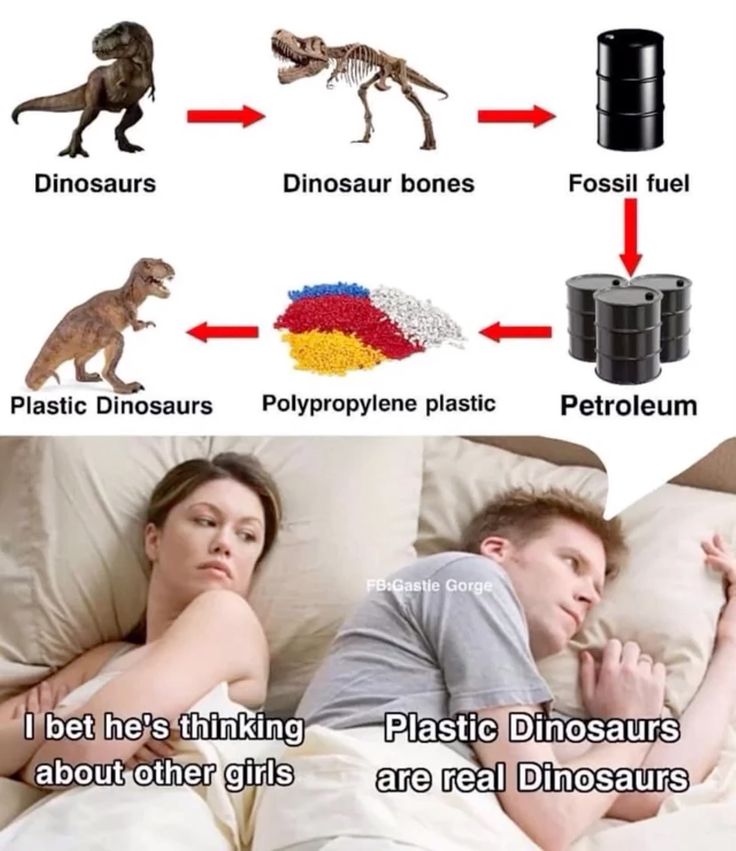 Dinosaurs
Dinosaur bones
Fossil fuel
Plastic Dinosaurs
Polypropylene plastic
Petroleum
FB:Gastie Gorge
I bet he's thinking
about other girls
Plastic Dinosaurs
are real Dinosaurs